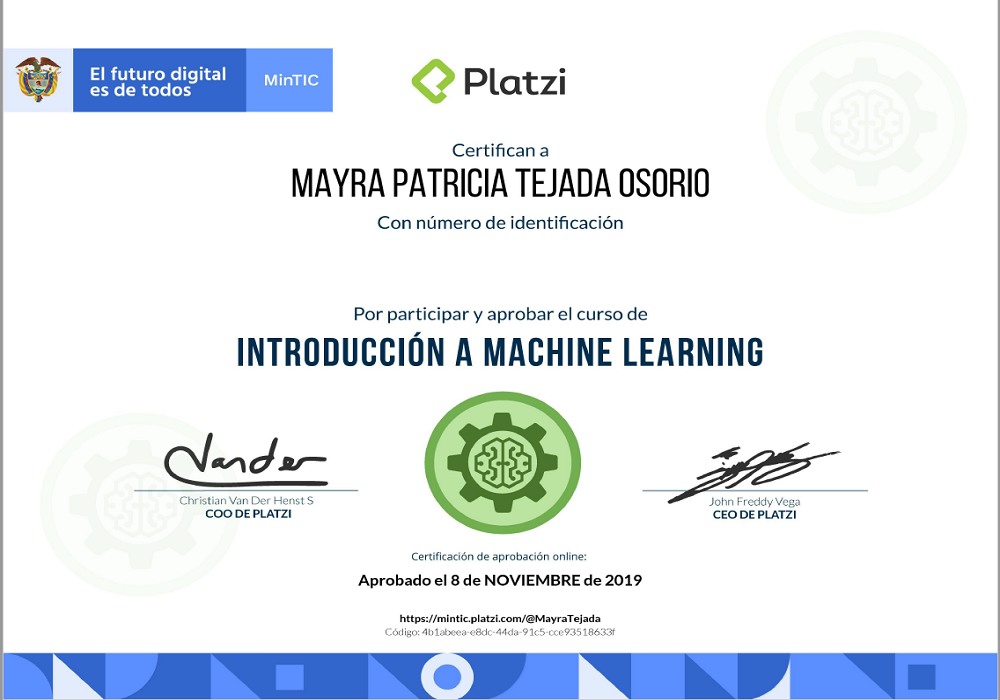 El futuro digital
es de todos
MinTIC
Platzi
Certifican a
MAYRA PATRICIA TEJADA OSORIO
Con número de identificación
Por participar y aprobar el curso de
INTRODUCCIÓN A MACHINE LEARNING
Christian Van Der Henst S
COO DE PLATZI
John Freddy Vega
CEO DE PLATZI
Certificación de aprobación online:
Aprobado el 8 de NOVIEMBRE de 2019
https://mintic.platzi.com/@MayraTejada
Código: 4b1abeea-e8dc-44da-91c5-cce93518633f